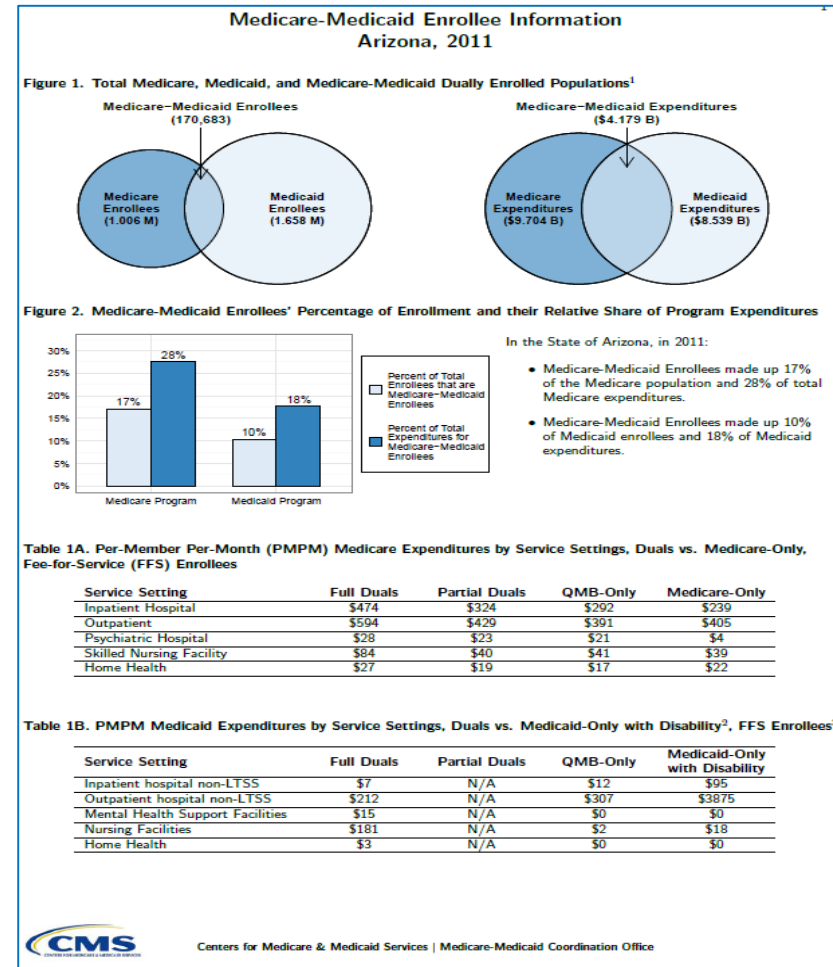 1
Medicare-Medicaid Enrollee Information
Arizona, 2011
Figure 1. Total Medicare, Medicaid, and Medicare-Medicaid Dually Enrolled Populations¹
Medicare−Medicaid Enrollees
(170,683)
Medicare
Enrollees
(1.006 M)
Medicaid
Enrollees
(1.658 M)
Medicare−Medicaid Expenditures
($4.179 B)
Medicare
Expenditures
($9.704 B)
Medicaid
Expenditures
($8.539 B)
Figure 2. Medicare-Medicaid Enrollees' Percentage of Enrollment and their Relative Share of Program Expenditures
30%
25%
20%
15%
10%
5%
0%
17%
28%
10%
18%
Medicare Program
Medicaid Program
Percent of Total
Enrollees that are
Medicare−Medicaid
Enrollees
Percent of Total
Expenditures for
Medicare−Medicaid
Enrollees
In the State of Arizona, in 2011:
• Medicare-Medicaid Enrollees made up 17%
of the Medicare population and 28% of total
Medicare expenditures.
• Medicare-Medicaid Enrollees made up 10%
of Medicaid enrollees and 18% of Medicaid
expenditures.
Table 1A. Per-Member Per-Month (PMPM) Medicare Expenditures by Service Settings, Duals vs. Medicare-Only,
Fee-for-Service (FFS) Enrollees
Service Setting Full Duals Partial Duals QMB-Only Medicare-Only
Inpatient Hospital $474 $324 $292 $239
Outpatient $594 $429 $391 $405
Psychiatric Hospital $28 $23 $21 $4
Skilled Nursing Facility $84 $40 $41 $39
Home Health $27 $19 $17 $22
Table 1B. PMPM Medicaid Expenditures by Service Settings, Duals vs. Medicaid-Only with Disability², FFS Enrollees
Service Setting Full Duals Partial Duals QMB-Only Medicaid-Only with Disability
Inpatient hospital non-LTSS $7 N/A $12 $95
Outpatient hospital non-LTSS $212 N/A $307 $3875
Mental Health Support Facilities $15 N/A $0 $0
Nursing Facilities $181 N/A $2 $18
Home Health $3 N/A $0 $0
CMS
CENTERS FOR MEDICARE & MEDICAID SERVICES
Centers for Medicare & Medicaid Services | Medicare-Medicaid Coordination Office